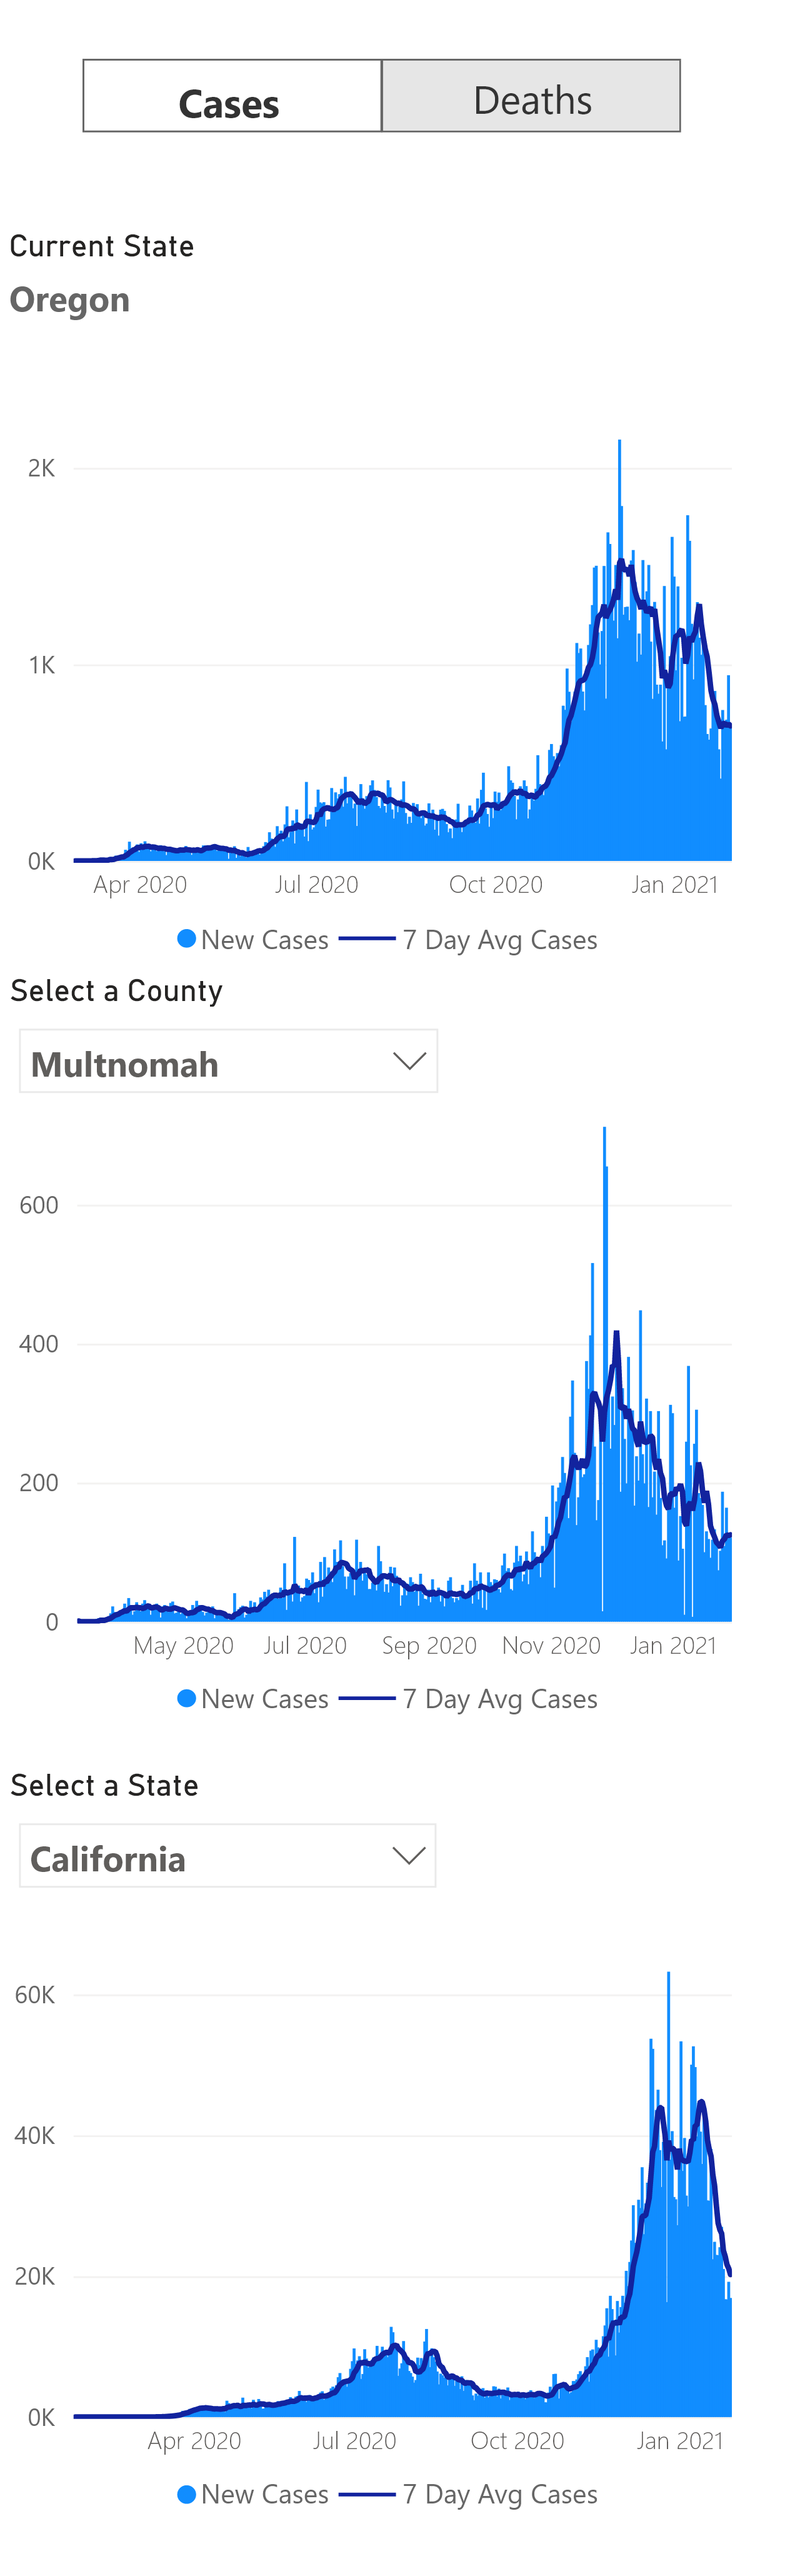 Cases Deaths
Current State
Oregon
2K
1K
0K
Apr 2020 Jul 2020 Oct 2020 Jan 2021
New Cases 7 Day Avg Cases
Select a County
Multnomah
600
400
200
0
May 2020 Jul 2020 Sep 2020 Nov 2020 Jan 2021
New Cases 7 Day Avg Cases
Select a State
California
60K
40K
20K
0K
Apr 2020 Jul 2020 Oct 2020 Jan 2021
New Cases 7 Day Avg Cases